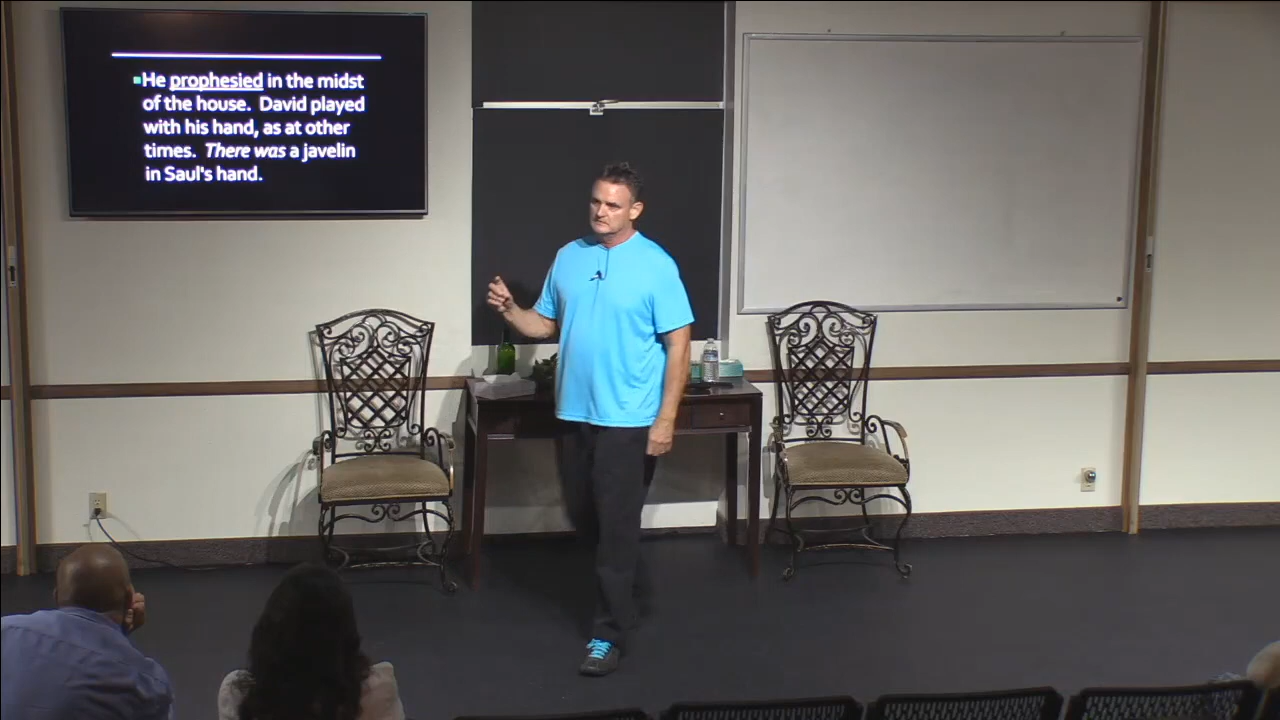 He prophesied in the midst
of the house. David played
with his hand, as at other
times. There was a javelin
in Saul's hand.